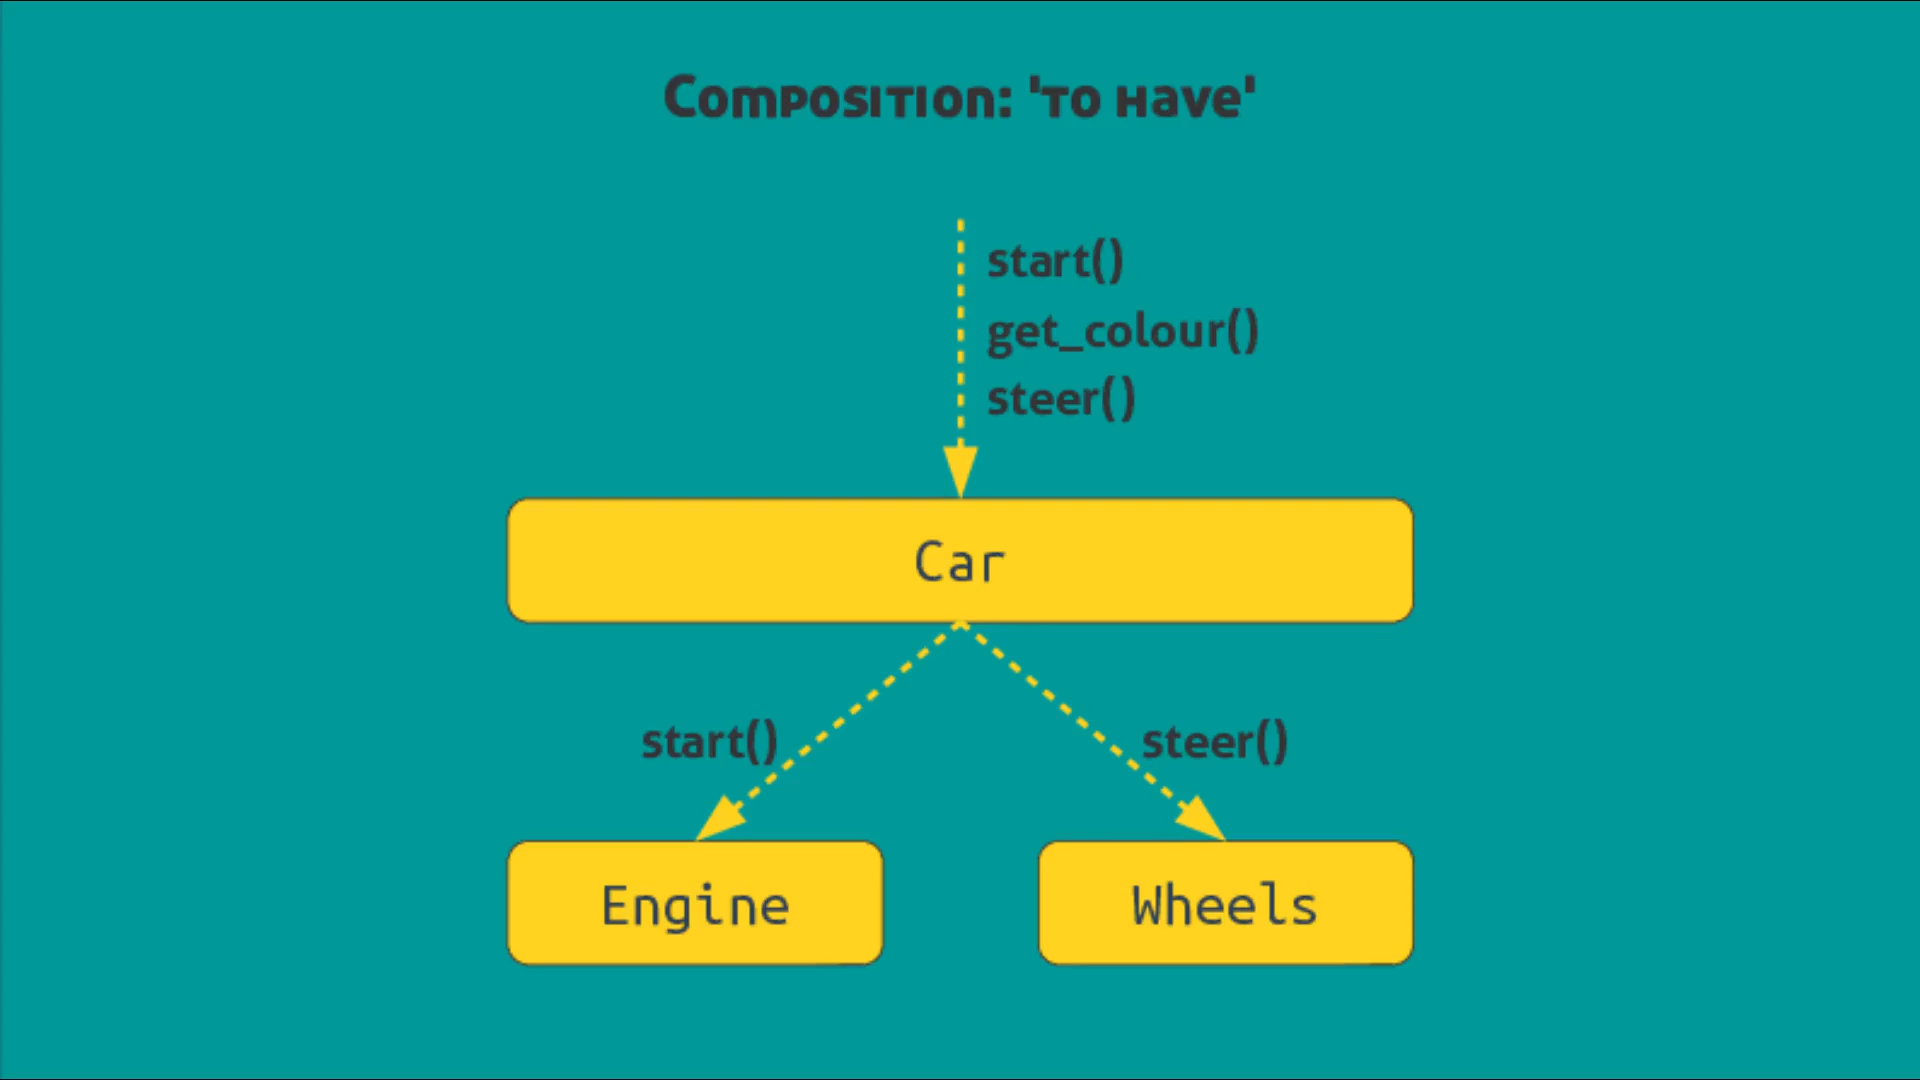 Composition: 'to have'
start()
get_colour()
steer()
Car
start()
steer()
Engine
Wheels